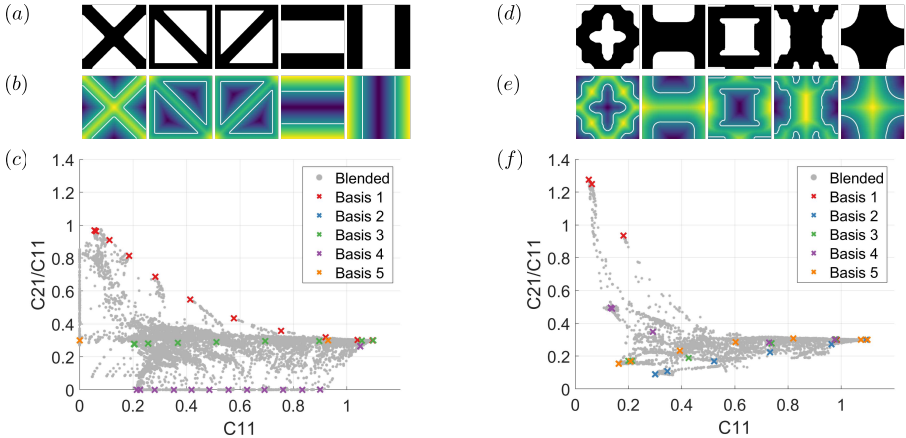 (a)
(b)
(c)
1.4
1.2
1
0.8
0.6
0.4
0.2
0
C21/C11
0 0.2 0.4 0.6 0.8 1
C11
Blended
Basis 1
Basis 2
Basis 3
Basis 4
Basis 5
(d)
(e)
(f)
1.4
1.2
1
0.8
0.6
0.4
0.2
0
C21/C11
0 0.2 0.4 0.6 0.8 1
C11
Blended
Basis 1
Basis 2
Basis 3
Basis 4
Basis 5